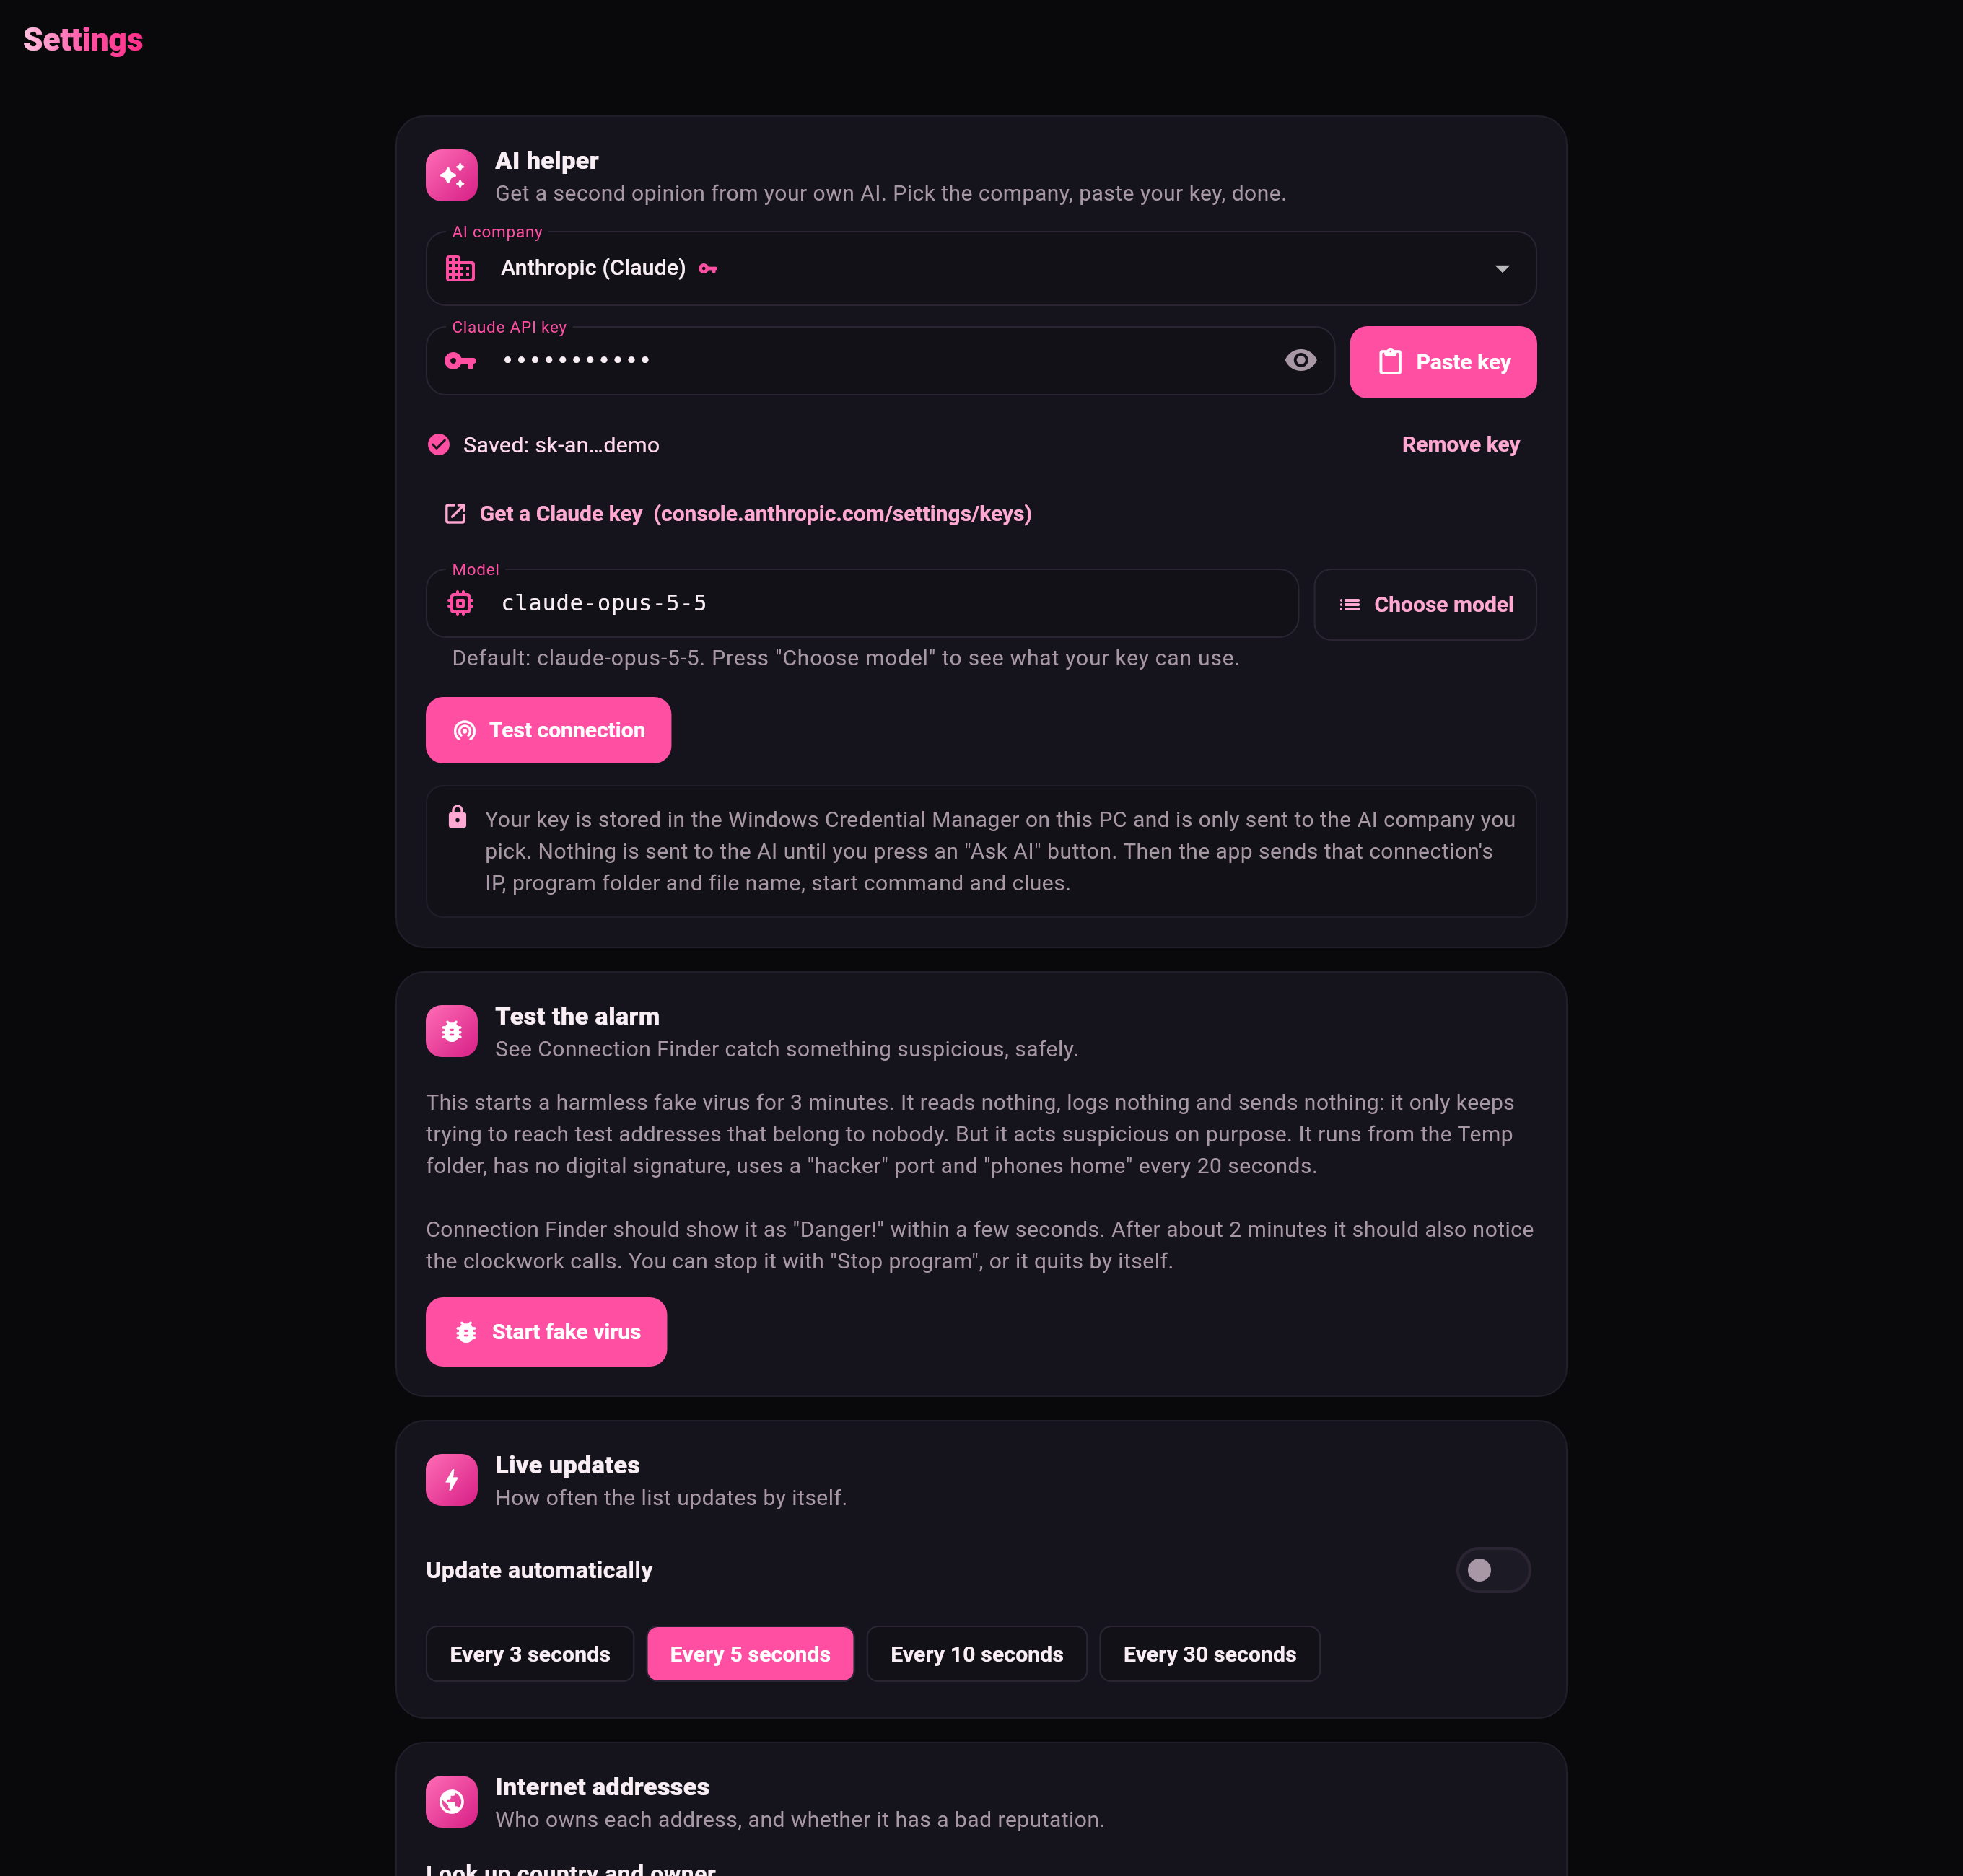 Settings
AI helper
Get a second opinion from your own AI. Pick the company, paste your key, done.
AI company
Anthropic (Claude)
Claude API key
•••••••••••
Paste key
Saved: sk-an…demo
Remove key
Get a Claude key (console.anthropic.com/settings/keys)
Model
claude-opus-5-5
Choose model
Default: claude-opus-5-5. Press "Choose model" to see what your key can use.
Test connection
Your key is stored in the Windows Credential Manager on this PC and is only sent to the AI company you
pick. Nothing is sent to the AI until you press an "Ask AI" button. Then the app sends that connection's
IP, program folder and file name, start command and clues.
Test the alarm
See Connection Finder catch something suspicious, safely.
This starts a harmless fake virus for 3 minutes. It reads nothing, logs nothing and sends nothing: it only keeps
trying to reach test addresses that belong to nobody. But it acts suspicious on purpose. It runs from the Temp
folder, has no digital signature, uses a "hacker" port and "phones home" every 20 seconds.
Connection Finder should show it as "Danger!" within a few seconds. After about 2 minutes it should also notice
the clockwork calls. You can stop it with "Stop program", or it quits by itself.
Start fake virus
Live updates
How often the list updates by itself.
Update automatically
Every 3 seconds
Every 5 seconds
Every 10 seconds
Every 30 seconds
Internet addresses
Who owns each address, and whether it has a bad reputation.
Look up country and owner